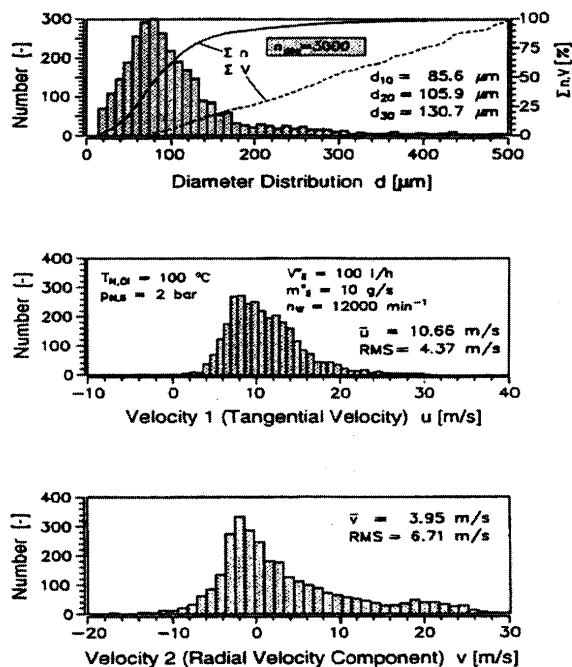 300
200
100
0
Number [-]
Σ n
Σ V
=3000
d10 = 85.6 μm
d20 = 105.9 μm
d30 = 130.7 μm
100
75
50
25
0
Σn,V [%]
0 100 200 300 400 500
Diameter Distribution d [μm]
400
300
200
100
0
Number [-]
= 100 °C
= 2 bar
= 100 l/h
= 10 g/s
= 12000 min⁻¹
u̅ = 10.66 m/s
RMS = 4.37 m/s
-10 0 10 20 30 40
Velocity 1 (Tangential Velocity) u [m/s]
400
300
200
100
0
Number [-]
v̅ = 3.95 m/s
RMS = 6.71 m/s
-20 -10 0 10 20 30
Velocity 2 (Radial Velocity Component) v [m/s]